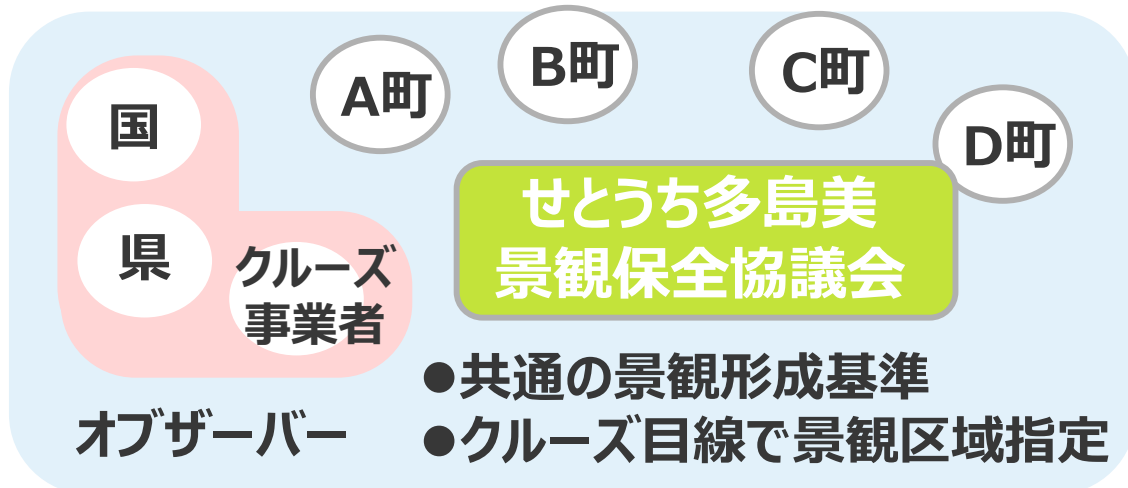 A町
B町
C町
D町
国
県
クルーズ
事業者
オブザーバー
せとうち多島美
景観保全協議会
●共通の景観形成基準
●クルーズ目線で景観区域指定